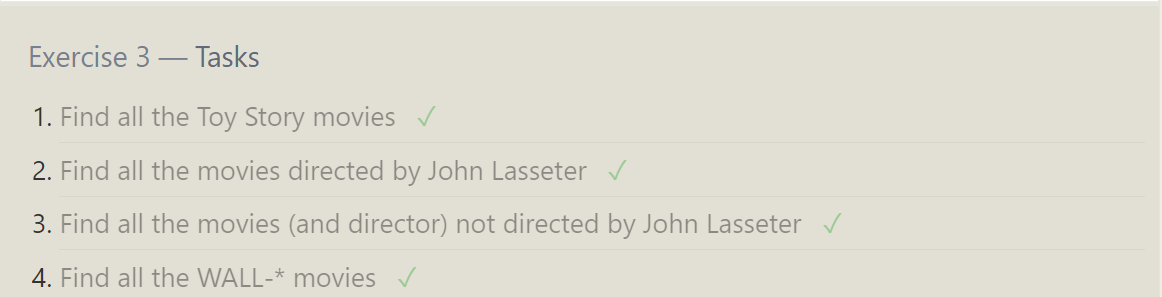 Exercise 3 — Tasks
1. Find all the Toy Story movies ✓
2. Find all the movies directed by John Lasseter ✓
3. Find all the movies (and director) not directed by John Lasseter ✓
4. Find all the WALL-* movies ✓